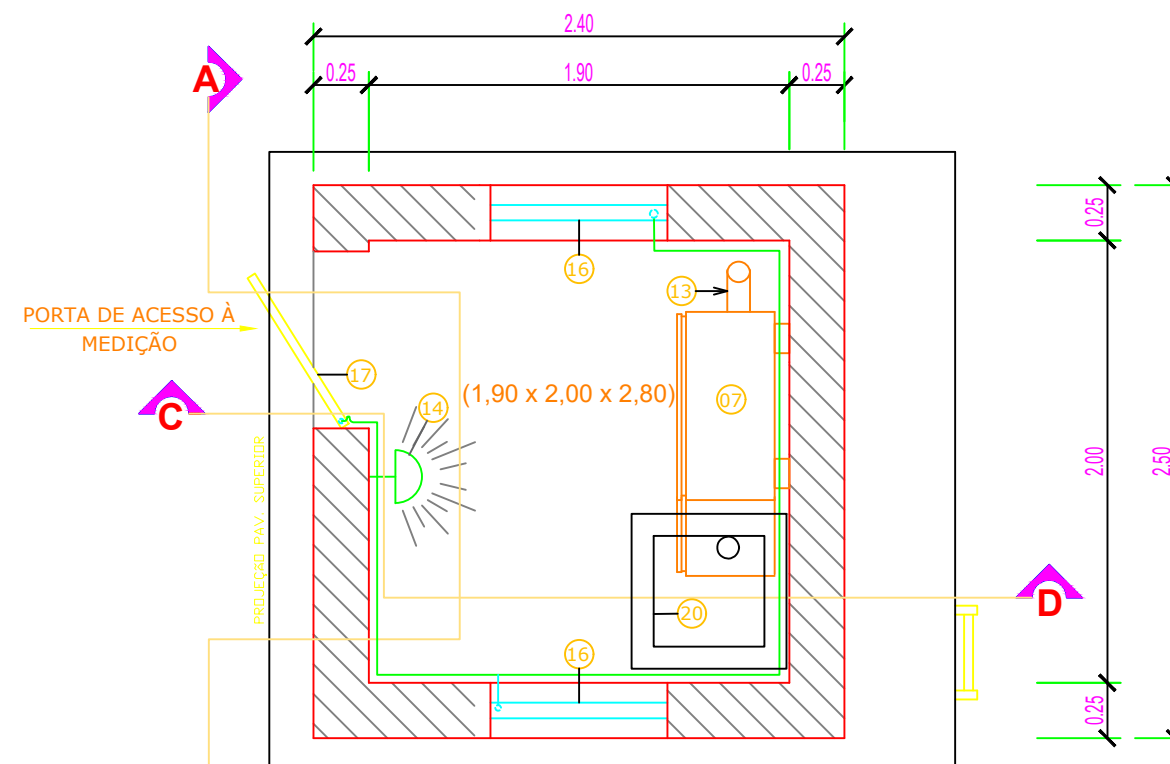 2.40
0.25
1.90
0.25
A
0.25
16
13
PORTA DE ACESSO À
MEDIÇÃO
17
(1,90 x 2,00 x 2,80)
07
14
C
PROJEÇÃO PAV. SUPERIOR
2.00
2.50
D
20
16
0.25